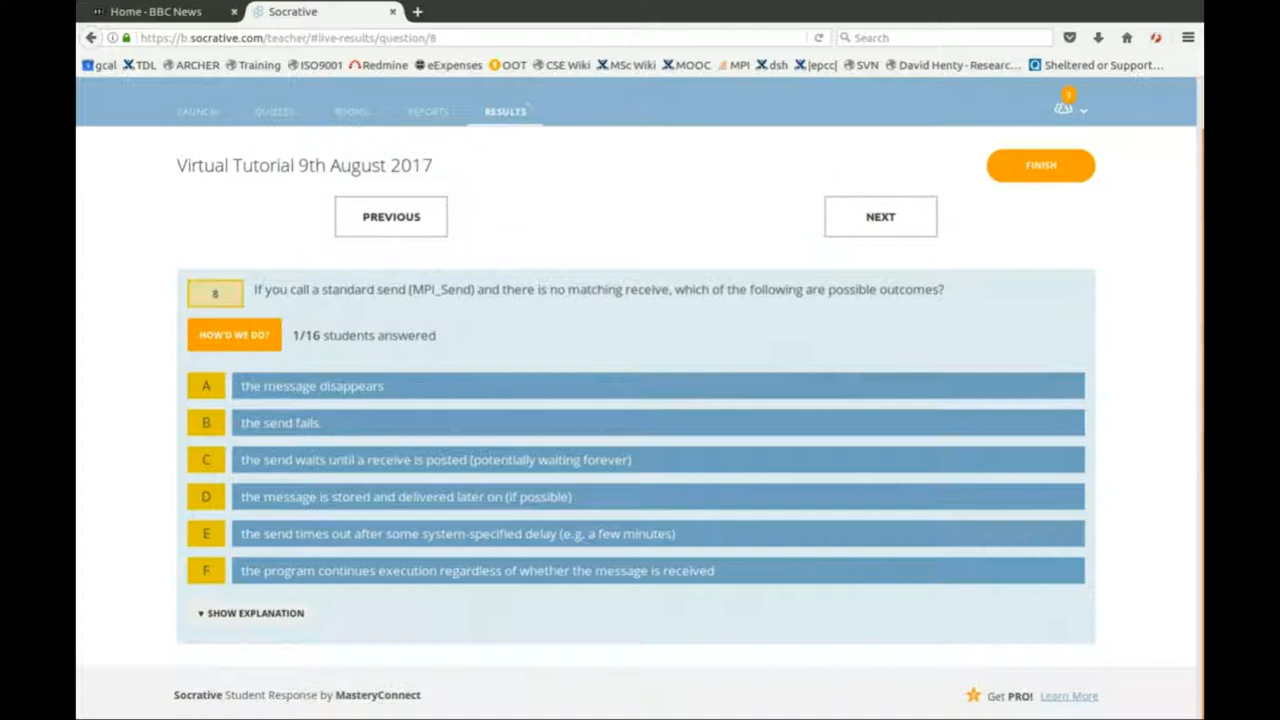 Home - BBC News
Socrative
https://b.socrative.com/teacher/#live-results/question/8
Search
gcal TDL ARCHER Training ISO9001 Redmine eExpenses OOT CSE Wiki MSc Wiki MOOC MPI dsh |epcc| SVN David Henty - Researc... Sheltered or Support...
LAUNCH QUIZZES ROOMS REPORTS RESULTS
Virtual Tutorial 9th August 2017
FINISH
PREVIOUS
NEXT
8 If you call a standard send (MPI_Send) and there is no matching receive, which of the following are possible outcomes?
HOW'D WE DO? 1/16 students answered
A the message disappears
B the send fails
C the send waits until a receive is posted (potentially waiting forever)
D the message is stored and delivered later on (if possible)
E the send times out after some system-specified delay (e.g. a few minutes)
F the program continues execution regardless of whether the message is received
▾ SHOW EXPLANATION
Socrative Student Response by MasteryConnect
Get PRO! Learn More